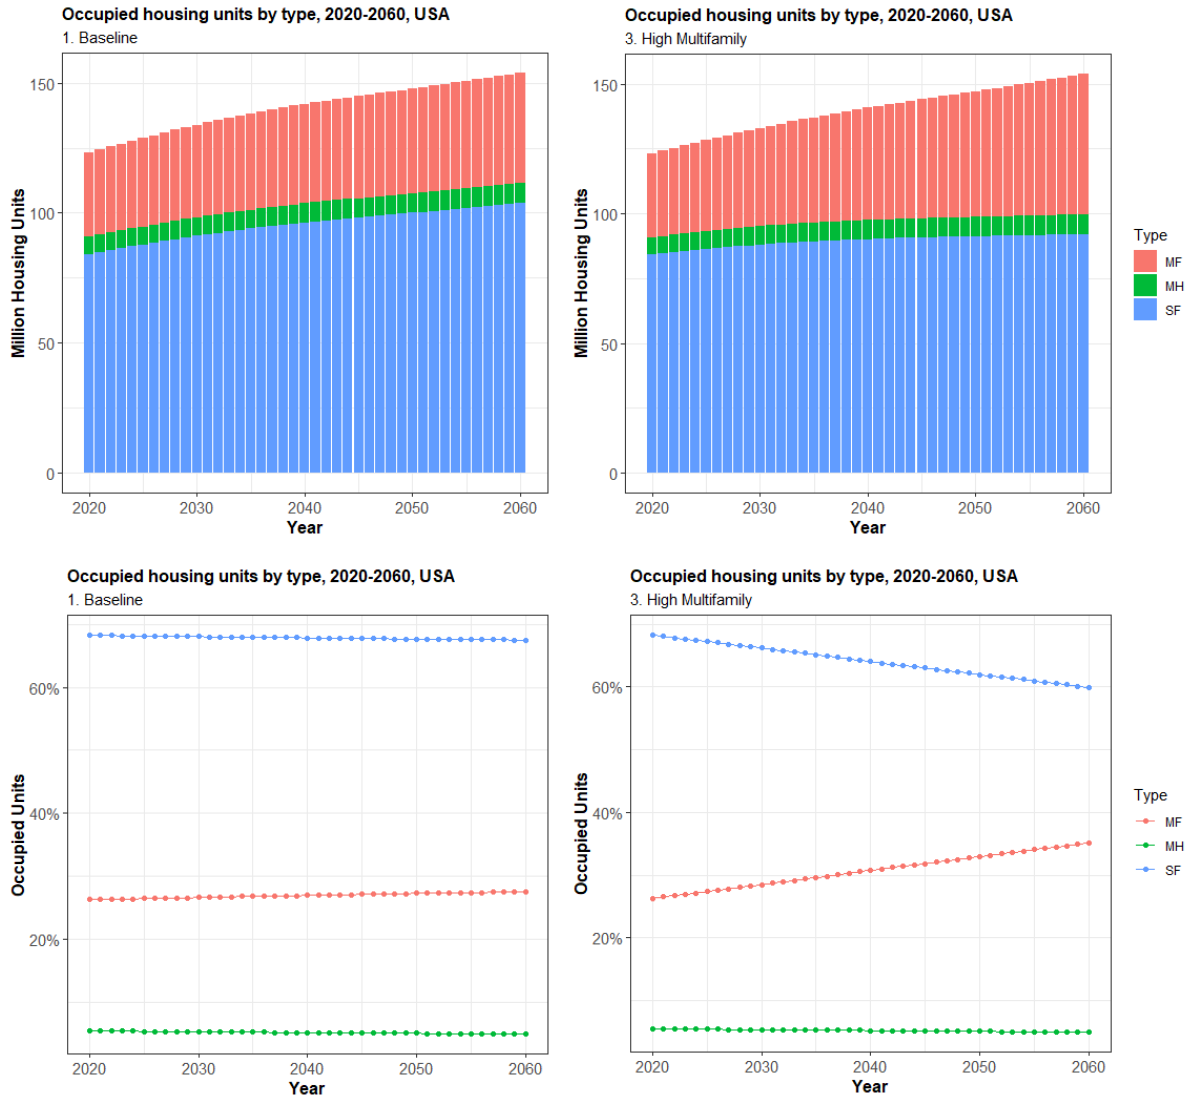 Occupied housing units by type, 2020-2060, USA
1. Baseline
150
100
50
0
Million Housing Units
2020 2030 2040 2050 2060
Year
Occupied housing units by type, 2020-2060, USA
3. High Multifamily
150
100
50
0
Million Housing Units
2020 2030 2040 2050 2060
Year
Type
MF
MH
SF
Occupied housing units by type, 2020-2060, USA
1. Baseline
60%
40%
20%
Occupied Units
2020 2030 2040 2050 2060
Year
Occupied housing units by type, 2020-2060, USA
3. High Multifamily
60%
40%
20%
Occupied Units
2020 2030 2040 2050 2060
Year
Type
MF
MH
SF